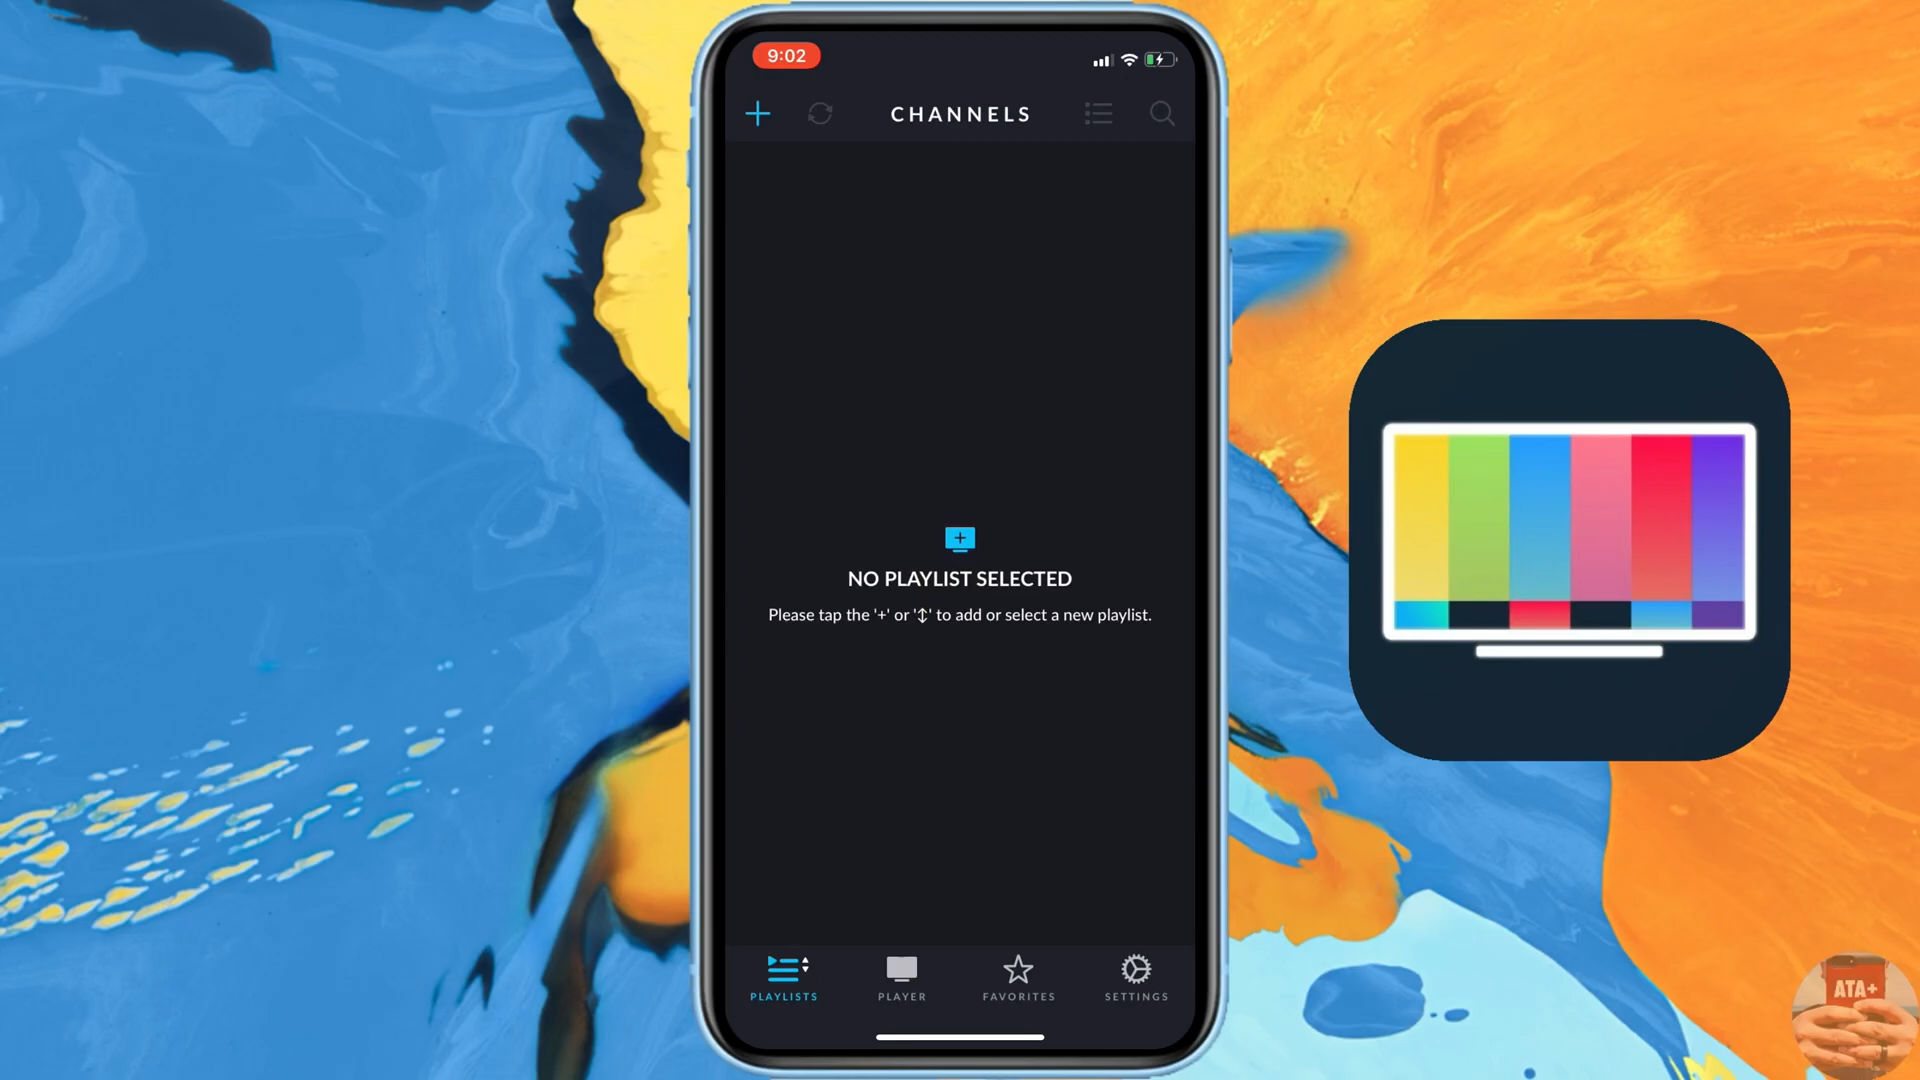 9:02
CHANNELS
NO PLAYLIST SELECTED
Please tap the '+' or '↕' to add or select a new playlist.
PLAYLISTS
PLAYER
FAVORITES
SETTINGS
ATA+